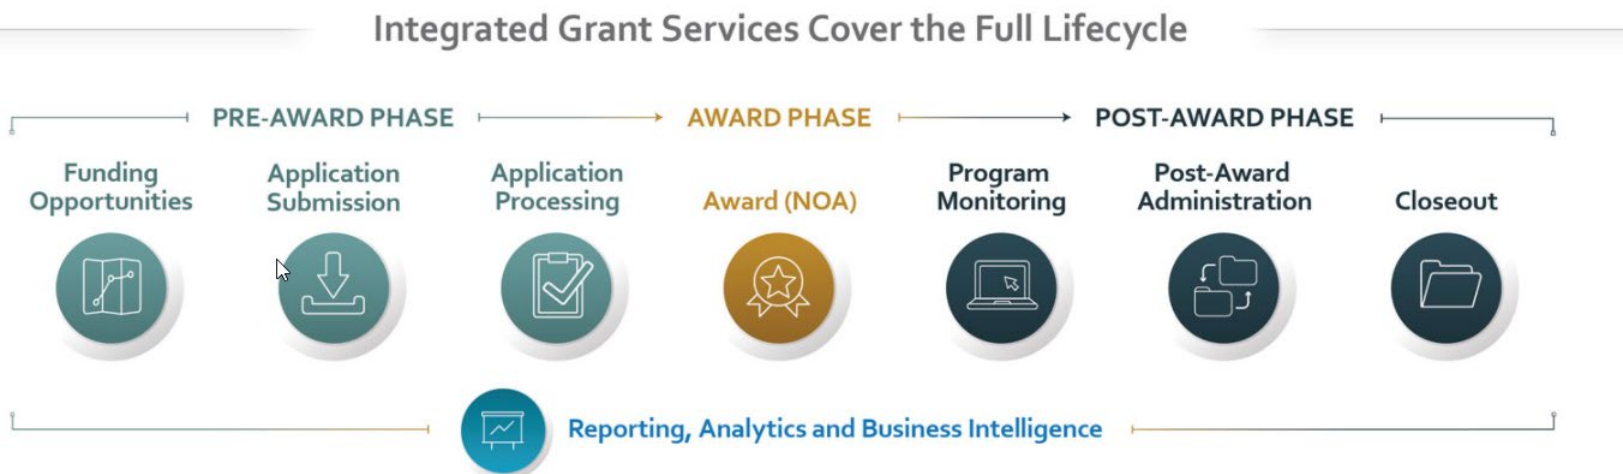 Integrated Grant Services Cover the Full Lifecycle
PRE-AWARD PHASE
AWARD PHASE
POST-AWARD PHASE
Funding
Opportunities
Application
Submission
Application
Processing
Award (NOA)
Program
Monitoring
Post-Award
Administration
Closeout
Reporting, Analytics and Business Intelligence